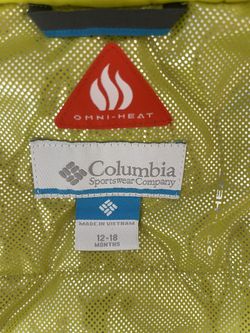 OMNI-HEAT
Columbia
Sportswear Company
MADE IN VIETNAM
12-18
MONTHS